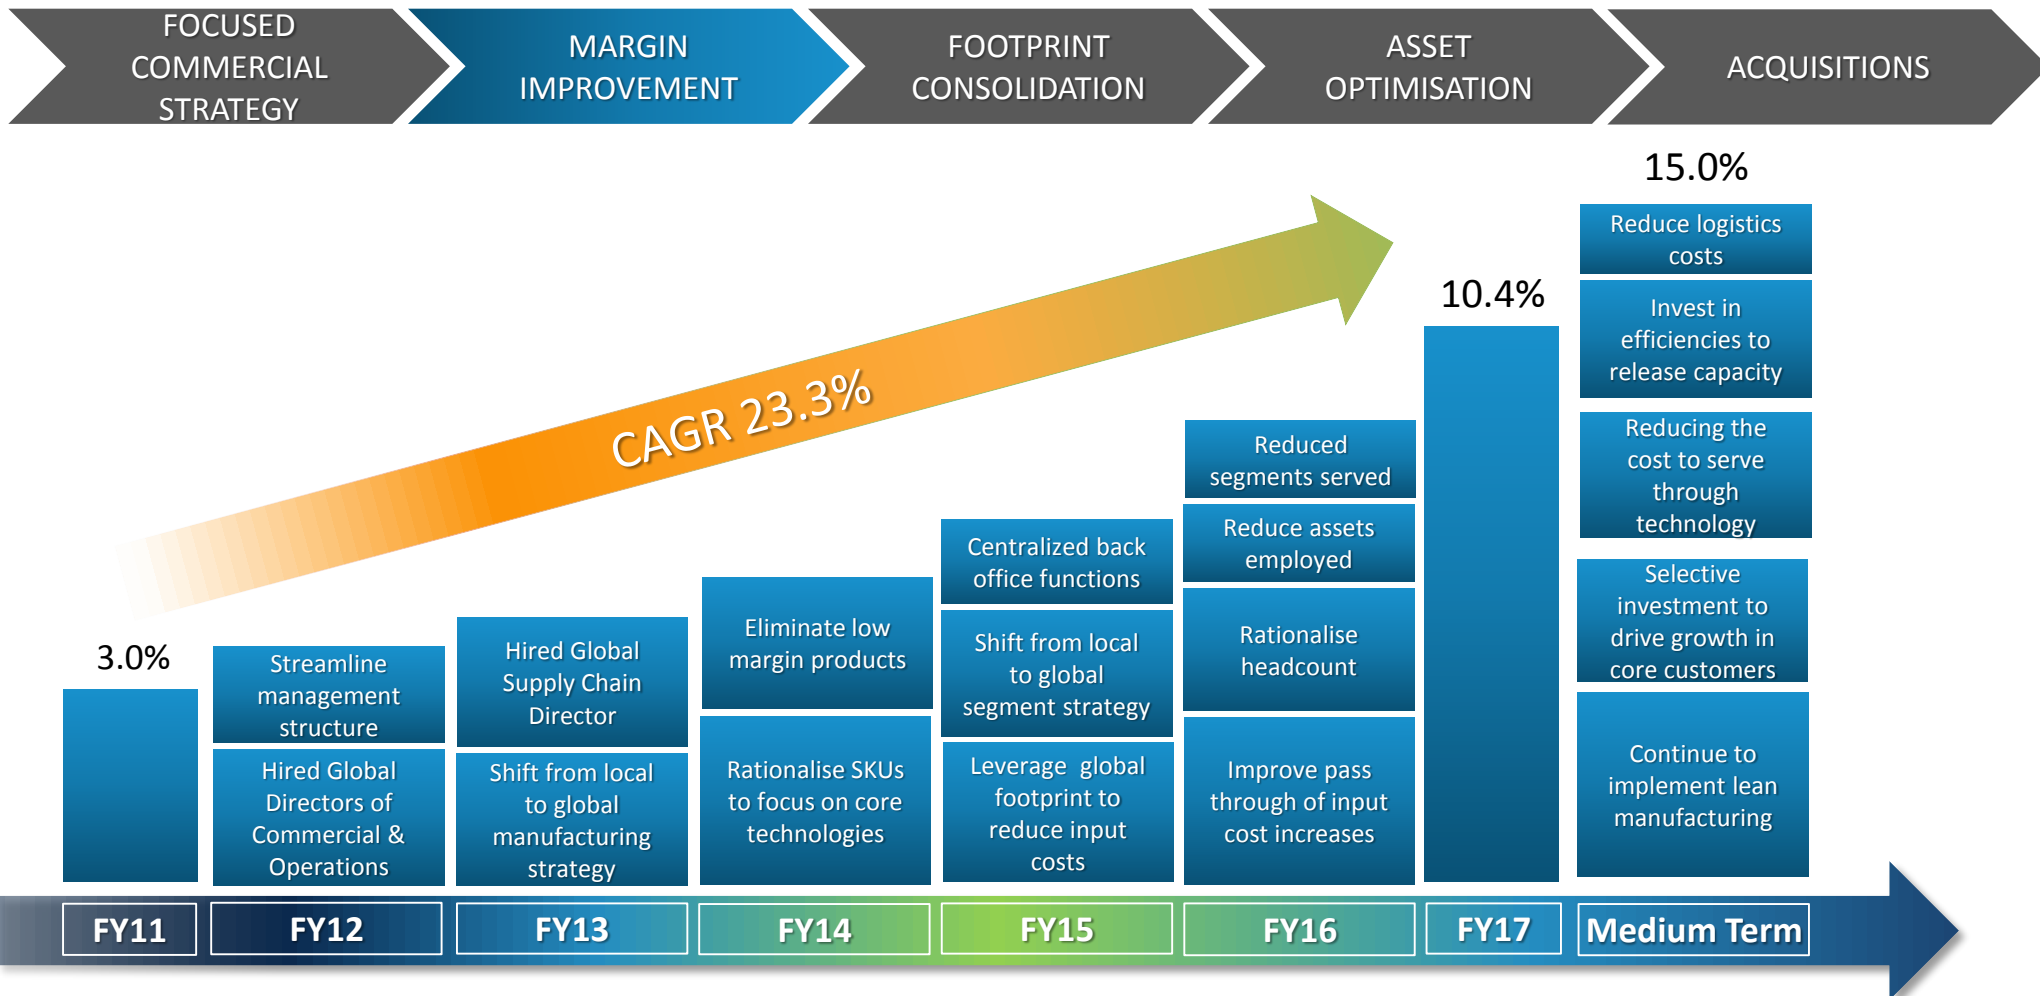 FOCUSED
COMMERCIAL
STRATEGY
MARGIN
IMPROVEMENT
FOOTPRINT
CONSOLIDATION
ASSET
OPTIMISATION
ACQUISITIONS
CAGR 23.3%
3.0%
Streamline
management
structure
Hired Global
Directors of
Commercial &
Operations
Hired Global
Supply Chain
Director
Shift from local
to global
manufacturing
strategy
Eliminate low
margin products
Rationalise SKUs
to focus on core
technologies
Centralized back
office functions
Shift from local
to global
segment strategy
Leverage  global
footprint to
reduce input
costs
Reduced
segments served
Reduce assets
employed
Rationalise
headcount
Improve pass
through of input
cost increases
10.4%
15.0%
Reduce logistics
costs
Invest in
efficiencies to
release capacity
Reducing the
cost to serve
through
technology
Selective
investment to
drive growth in
core customers
Continue to
implement lean
manufacturing
FY11
FY12
FY13
FY14
FY15
FY16
FY17
Medium Term